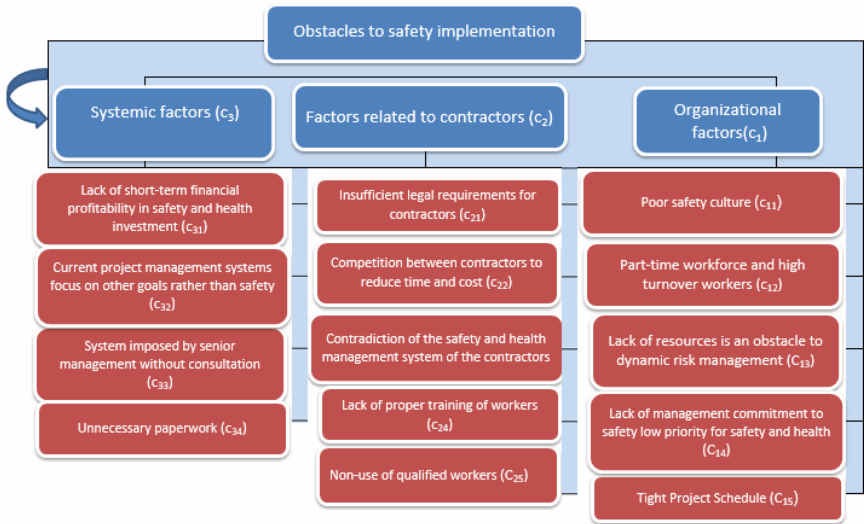 Obstacles to safety implementation
Systemic factors (c₃)
Factors related to contractors (c₂)
Organizational
factors(c₁)
Lack of short-term financial
profitability in safety and health
investment (c₃₁)
Current project management systems
focus on other goals rather than safety
(c₃₂)
System imposed by senior
management without consultation
(c₃₃)
Unnecessary paperwork (c₃₄)
Insufficient legal requirements for
contractors (c₂₁)
Competition between contractors to
reduce time and cost (c₂₂)
Contradiction of the safety and health
management system of the contractors
Lack of proper training of workers
(c₂₄)
Non-use of qualified workers (C₂₅)
Poor safety culture (c₁₁)
Part-time workforce and high
turnover workers (c₁₂)
Lack of resources is an obstacle to
dynamic risk management (C₁₃)
Lack of management commitment to
safety low priority for safety and health
(C₁₄)
Tight Project Schedule (C₁₅)